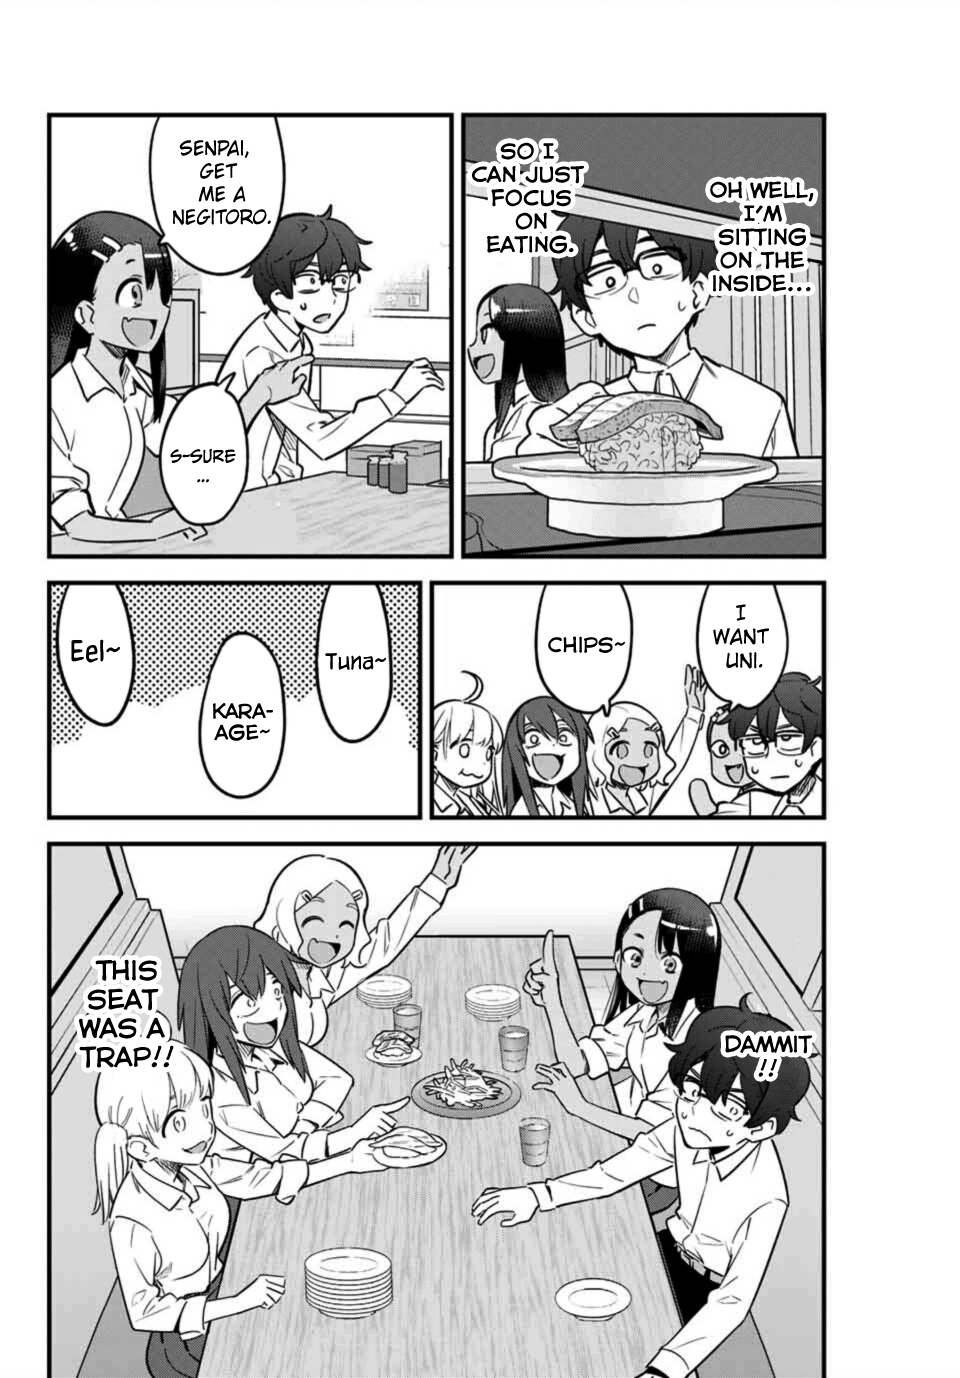 OH WELL,
I'M
SITTING
ON THE
INSIDE...
SO I
CAN JUST
FOCUS
ON
EATING.
SENPAI,
GET
ME A
NEGITORO.
S-SURE
...
I
WANT
UNI.
CHIPS~
Tuna~
KARA-
AGE~
Eel~
DAMMIT
!!
THIS
SEAT
WAS A
TRAP!!